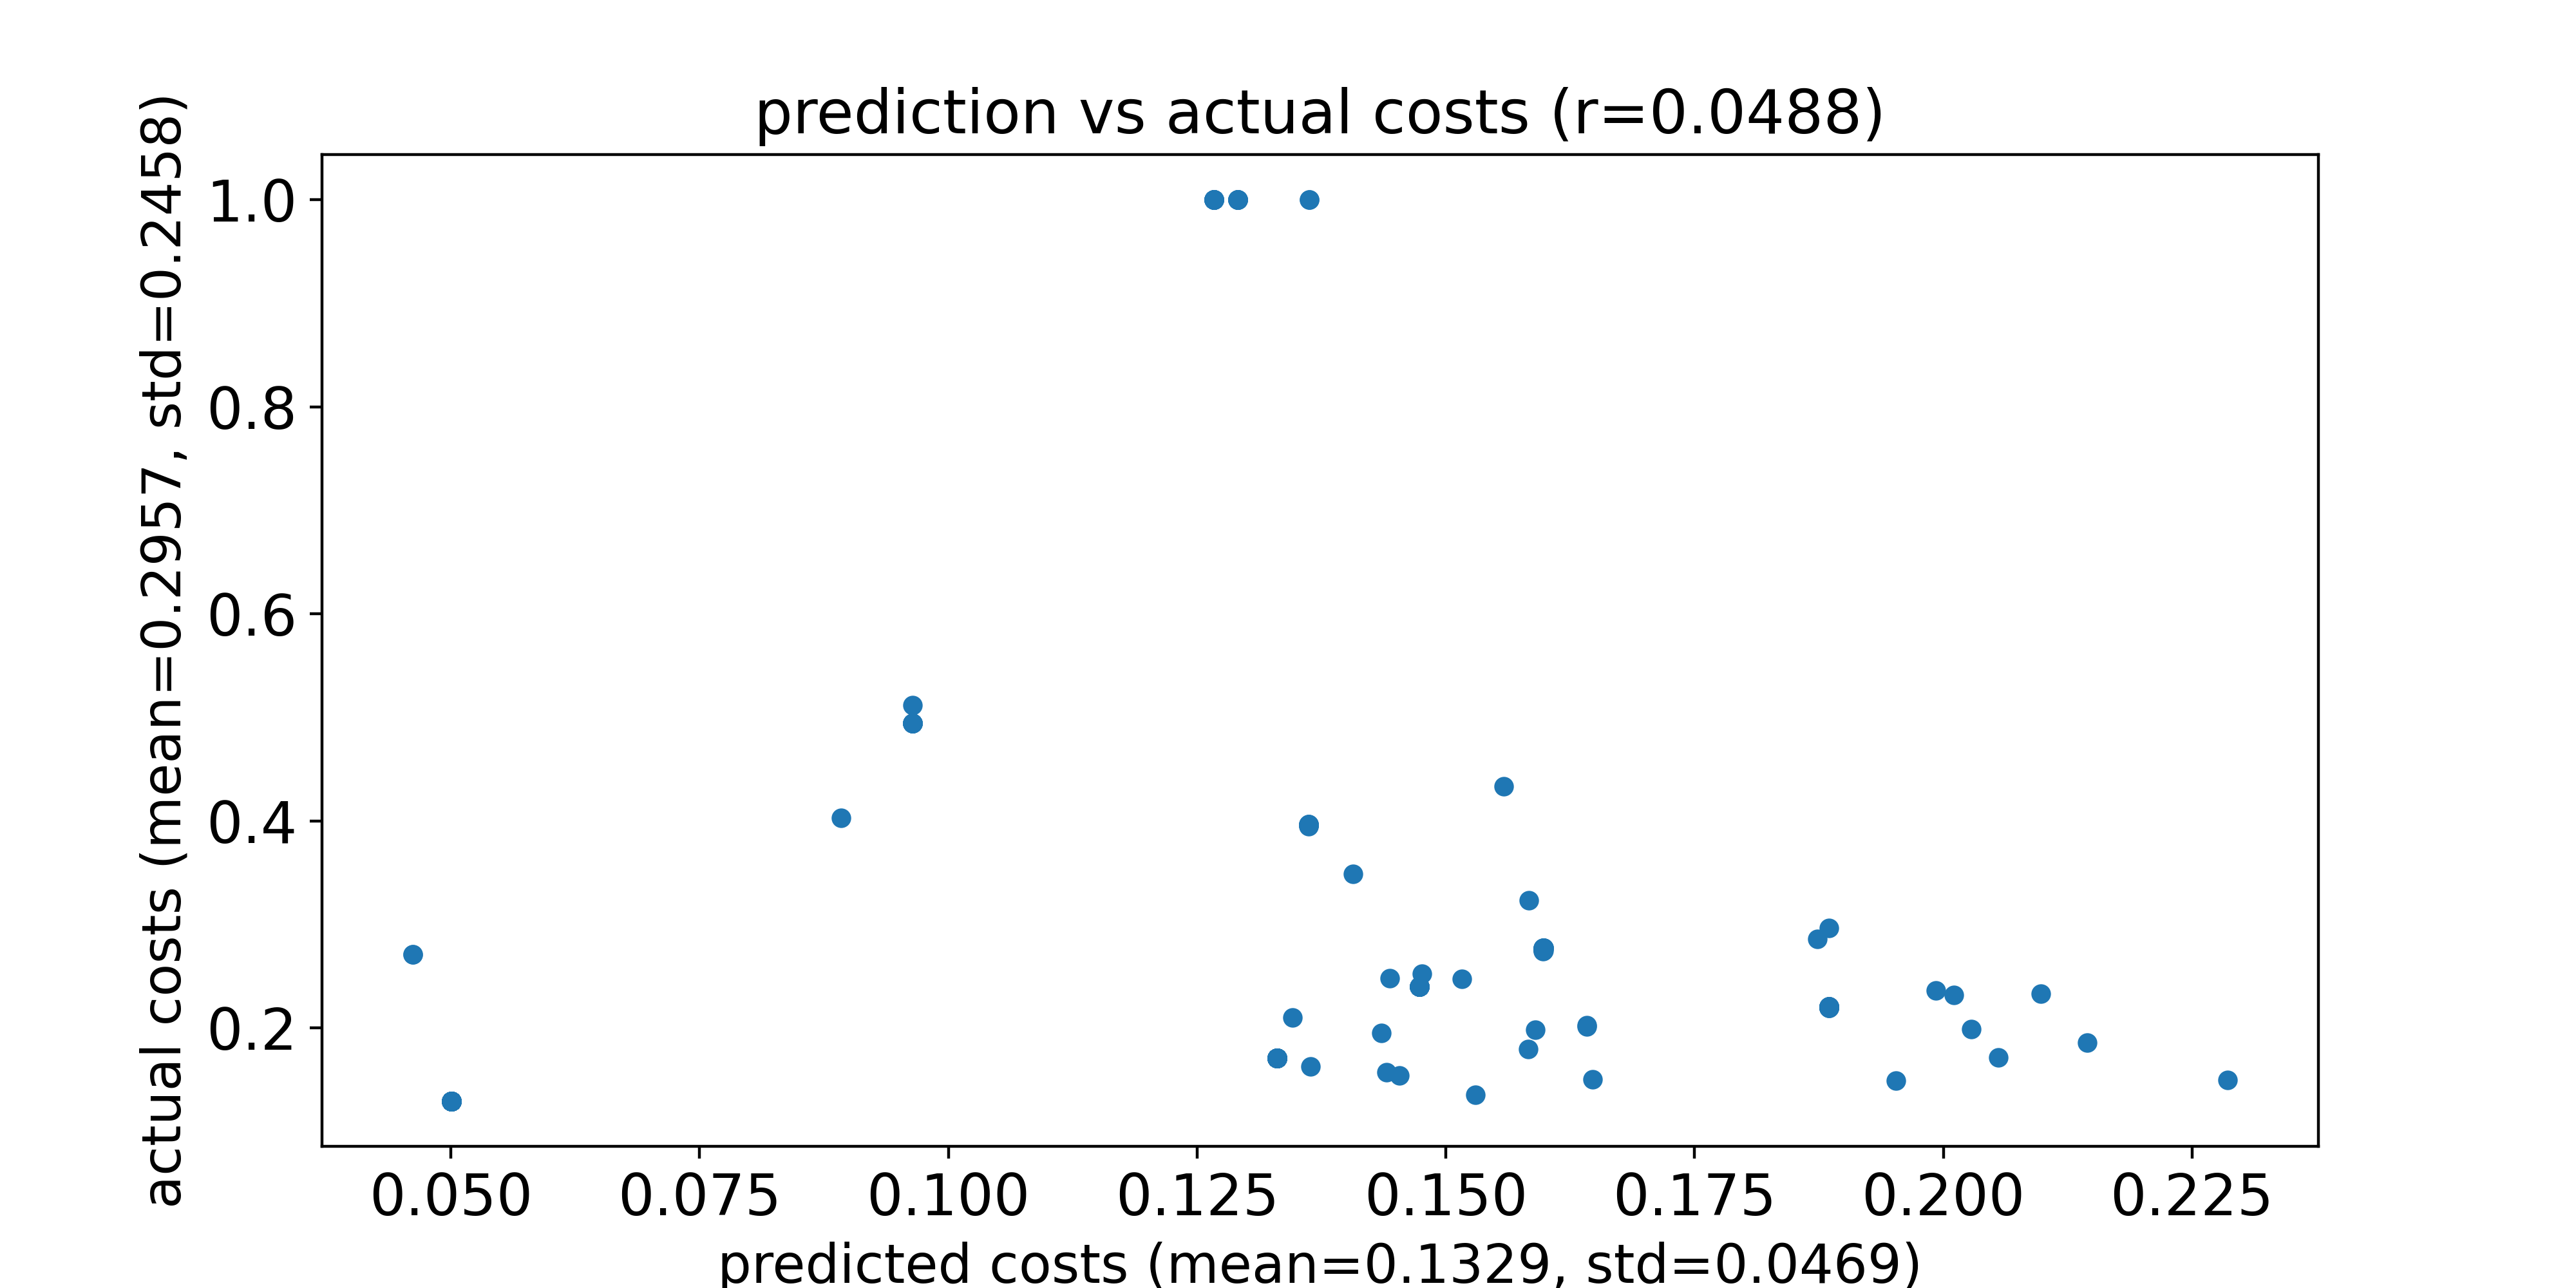 prediction vs actual costs (r=0.0488)
actual costs (mean=0.2957, std=0.2458)
1.0
0.8
0.6
0.4
0.2
0.050 0.075 0.100 0.125 0.150 0.175 0.200 0.225
predicted costs (mean=0.1329, std=0.0469)